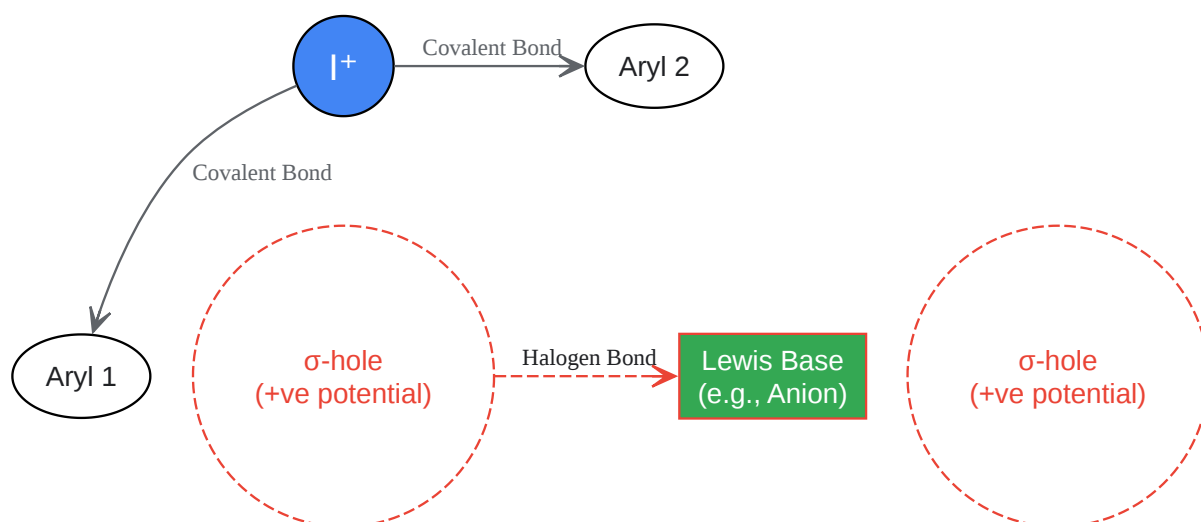 I⁺
Covalent Bond
Aryl 2
Covalent Bond
Aryl 1
σ-hole
(+ve potential)
Halogen Bond
Lewis Base
(e.g., Anion)
σ-hole
(+ve potential)